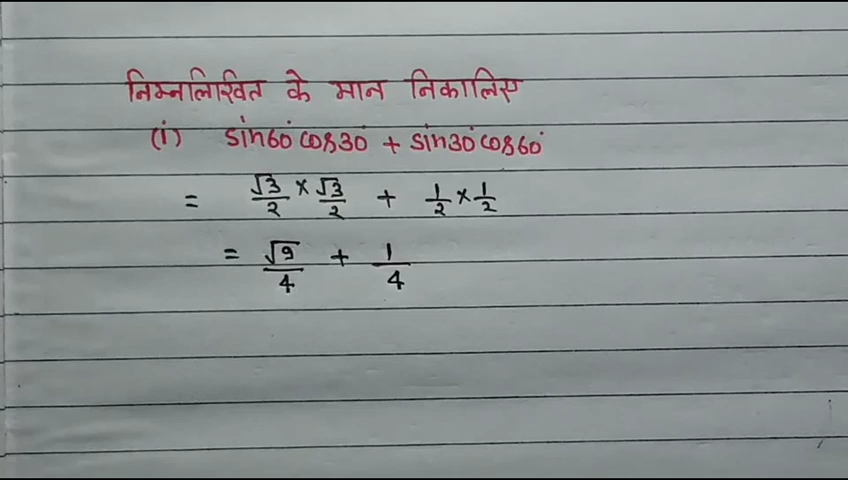 निम्नलिखित के मान निकालिए
(i) sin60° cos30° + sin30° cos60°
= √3/2 × √3/2 + 1/2 × 1/2
= √9/4 + 1/4